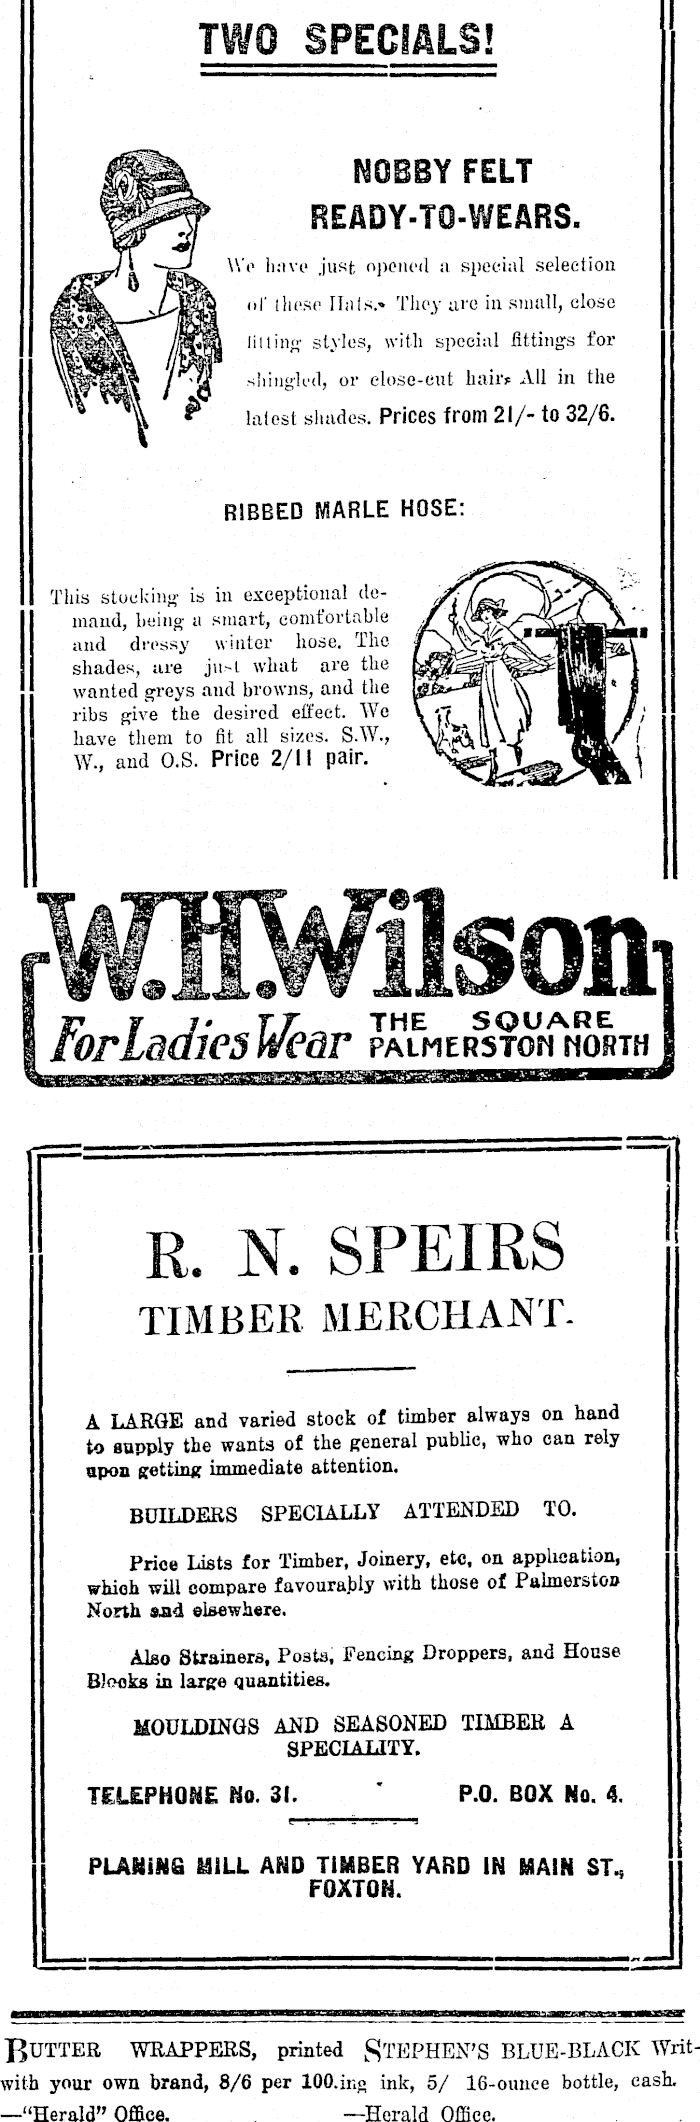 TWO SPECIALS!
NOBBY FELT
READY-TO-WEARS.
We have just opened a special selection
of these Hats. They are in small, close
fitting styles, with special fittings for
shingled, or close-cut hair. All in the
latest shades. Prices from 21/- to 32/6.
RIBBED MARLE HOSE:
This stocking is in exceptional de-
mand, being a smart, comfortable
and dressy winter hose. The
shades, are just what are the
wanted greys and browns, and the
ribs give the desired effect. We
have them to fit all sizes. S.W.,
W., and O.S. Price 2/11 pair.
W.H.Wilson
For Ladies Wear THE SQUARE
PALMERSTON NORTH
R. N. SPEIRS
TIMBER MERCHANT.
A LARGE and varied stock of timber always on hand
to supply the wants of the general public, who can rely
upon getting immediate attention.
BUILDERS SPECIALLY ATTENDED TO.
Price Lists for Timber, Joinery, etc, on application,
which will compare favourably with those of Palmerston
North and elsewhere.
Also Strainers, Posts, Fencing Droppers, and House
Blocks in large quantities.
MOULDINGS AND SEASONED TIMBER A
SPECIALITY.
TELEPHONE No. 31. P.O. BOX No. 4.
PLANING MILL AND TIMBER YARD IN MAIN ST.,
FOXTON.
BUTTER WRAPPERS, printed
with your own brand, 8/6 per 100.
—"Herald" Office.
STEPHEN'S BLUE-BLACK Writ-
ing ink, 5/ 16-ounce bottle, cash.
—Herald Office.